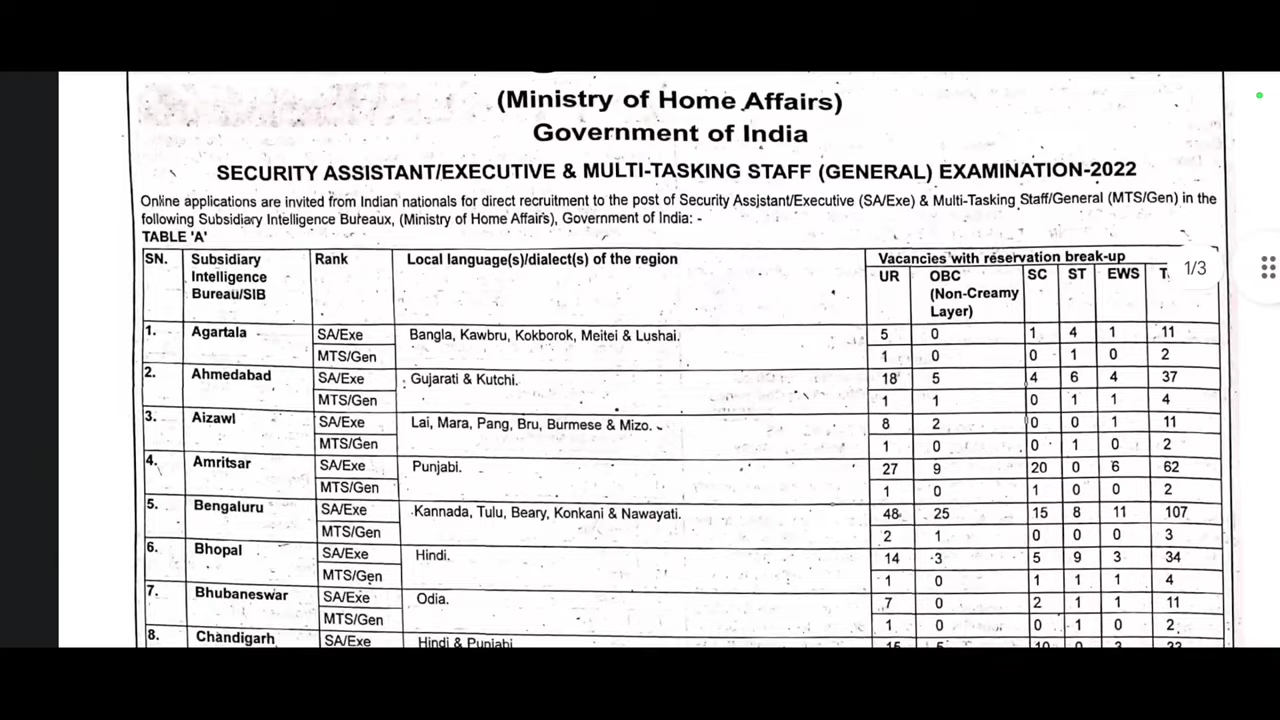 (Ministry of Home Affairs)
Government of India
SECURITY ASSISTANT/EXECUTIVE & MULTI-TASKING STAFF (GENERAL) EXAMINATION-2022
Online applications are invited from Indian nationals for direct recruitment to the post of Security Assistant/Executive (SA/Exe) & Multi-Tasking Staff/General (MTS/Gen) in the
following Subsidiary Intelligence Bureaux, (Ministry of Home Affairs), Government of India: -
TABLE 'A'
SN. Subsidiary Intelligence Bureau/SIB Rank Local language(s)/dialect(s) of the region Vacancies with reservation break-up
UR OBC (Non-Creamy Layer) SC ST EWS T. 1/3
1. Agartala SA/Exe Bangla, Kawbru, Kokborok, Meitei & Lushai. 5 0 1 4 1 11
MTS/Gen 1 0 0 1 0 2
2. Ahmedabad SA/Exe Gujarati & Kutchi. 18 5 4 6 4 37
MTS/Gen 1 1 0 1 1 4
3. Aizawl SA/Exe Lai, Mara, Pang, Bru, Burmese & Mizo. 8 2 0 0 1 11
MTS/Gen 1 0 0 1 0 2
4. Amritsar SA/Exe Punjabi. 27 9 20 0 6 62
MTS/Gen 1 0 1 0 0 2
5. Bengaluru SA/Exe Kannada, Tulu, Beary, Konkani & Nawayati. 48 25 15 8 11 107
MTS/Gen 2 1 0 0 0 3
6. Bhopal SA/Exe Hindi. 14 3 5 9 3 34
MTS/Gen 1 0 1 1 1 4
7. Bhubaneswar SA/Exe Odia. 7 0 2 1 1 11
MTS/Gen 1 0 0 1 0 2
8. Chandigarh SA/Exe Hindi & Punjabi